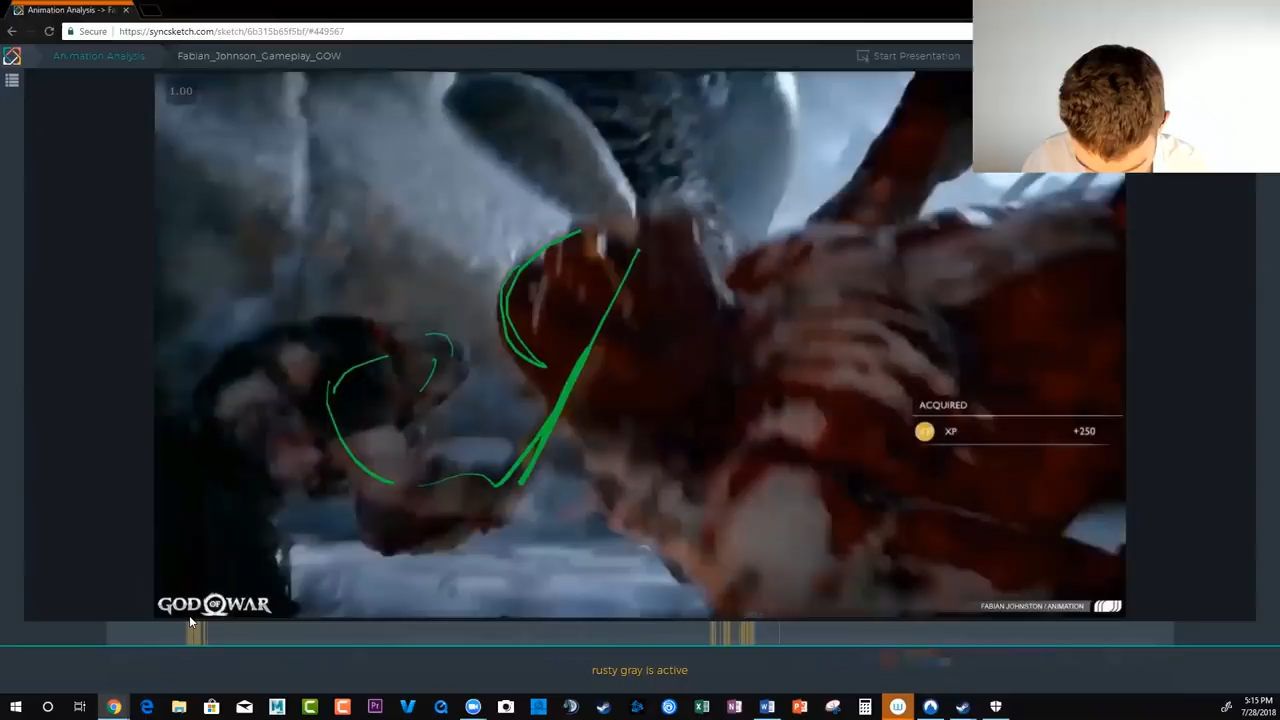 Animation Analysis -> Fa
Secure | https://syncsketch.com/sketch/6b315b65f5bf/#449567
Animation Analysis
Fabian_Johnson_Gameplay_GOW
Start Presentation
1.00
ACQUIRED
XP +250
GOD OF WAR
FABIAN JOHNSTON / ANIMATION
rusty gray is active
5:15 PM
7/28/2018